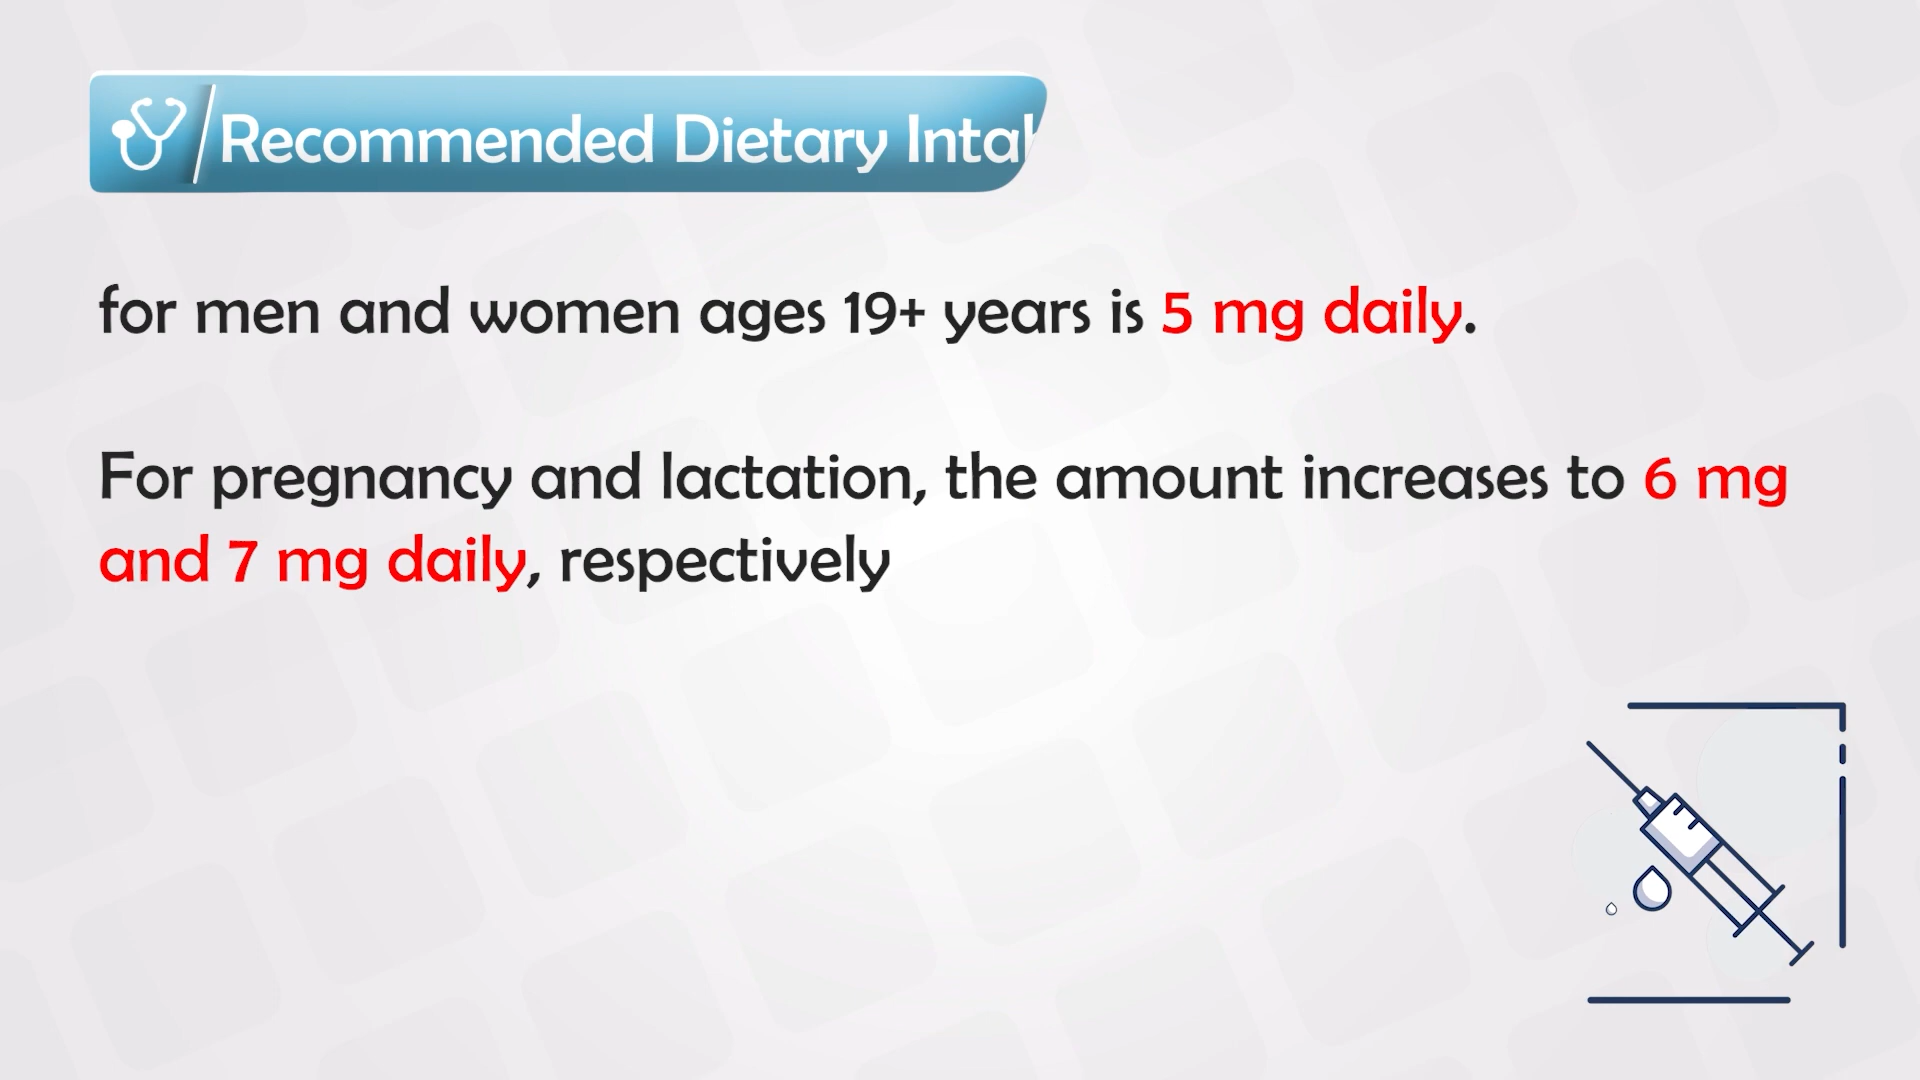 Recommended Dietary Inta
for men and women ages 19+ years is 5 mg daily.
For pregnancy and lactation, the amount increases to 6 mg
and 7 mg daily, respectively